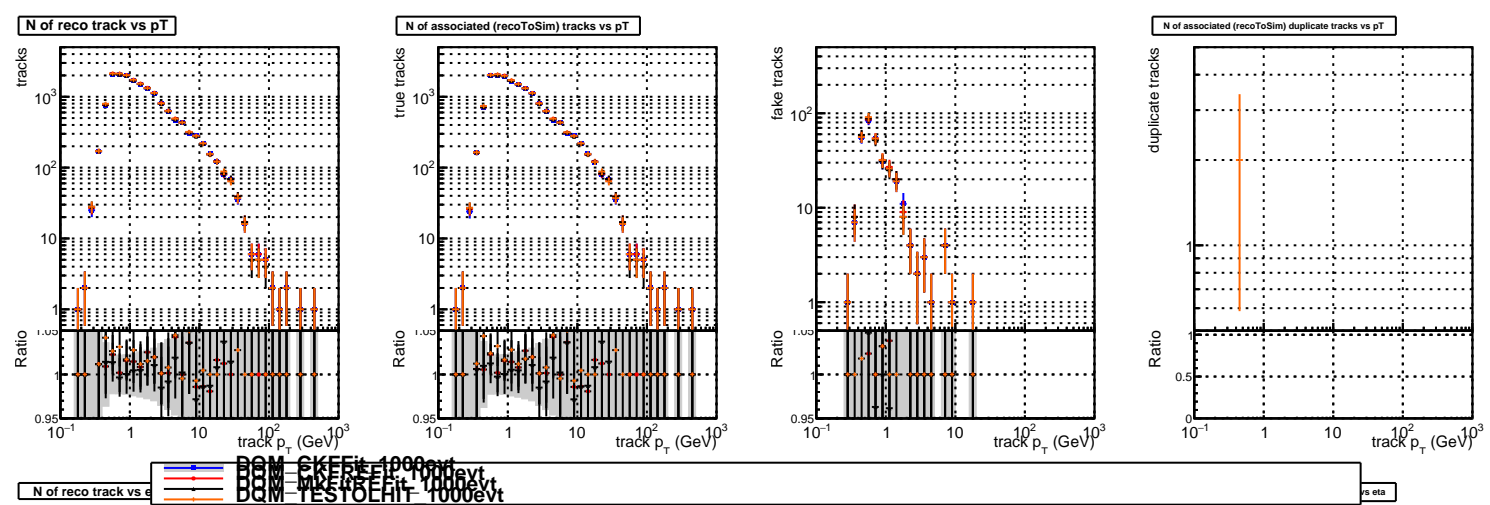 N of reco track vs pT
N of associated (recoToSim) tracks vs pT
N of associated (recoToSim) duplicate tracks vs pT
tracks
10³
10²
10
1
Ratio
1.05
1
0.95
10⁻¹ 1 10 10² 10³
track p_T (GeV)
true tracks
10³
10²
10
1
Ratio
1.05
1
0.95
10⁻¹ 1 10 10² 10³
track p_T (GeV)
fake tracks
10²
10
1
Ratio
1.05
1
0.95
10⁻¹ 1 10 10² 10³
track p_T (GeV)
duplicate tracks
1
Ratio
1
0.5
0
10⁻¹ 1 10 10² 10³
track p_T (GeV)
DQM_CKFFit_1000evt
DQM_CKFREFit_1000evt
DQM_MKFitREFit_1000evt
DQM_TESTOLHIT_1000evt
N of reco track vs e
vs eta